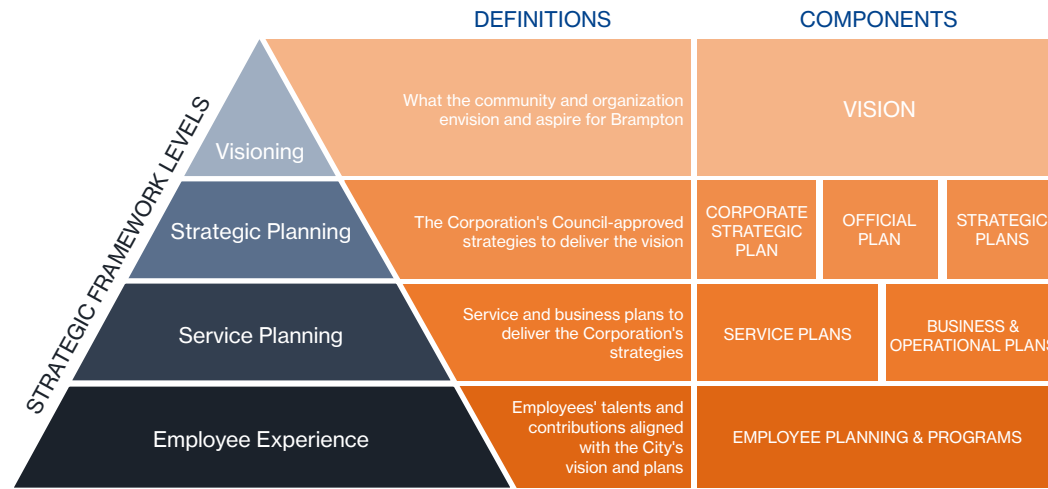 DEFINITIONS
COMPONENTS
STRATEGIC FRAMEWORK LEVELS
Visioning
What the community and organization
envision and aspire for Brampton
VISION
Strategic Planning
The Corporation's Council-approved
strategies to deliver the vision
CORPORATE
STRATEGIC
PLAN
OFFICIAL
PLAN
STRATEGIC
PLANS
Service Planning
Service and business plans to
deliver the Corporation's
strategies
SERVICE PLANS
BUSINESS &
OPERATIONAL PLANS
Employee Experience
Employees' talents and
contributions aligned
with the City's
vision and plans
EMPLOYEE PLANNING & PROGRAMS